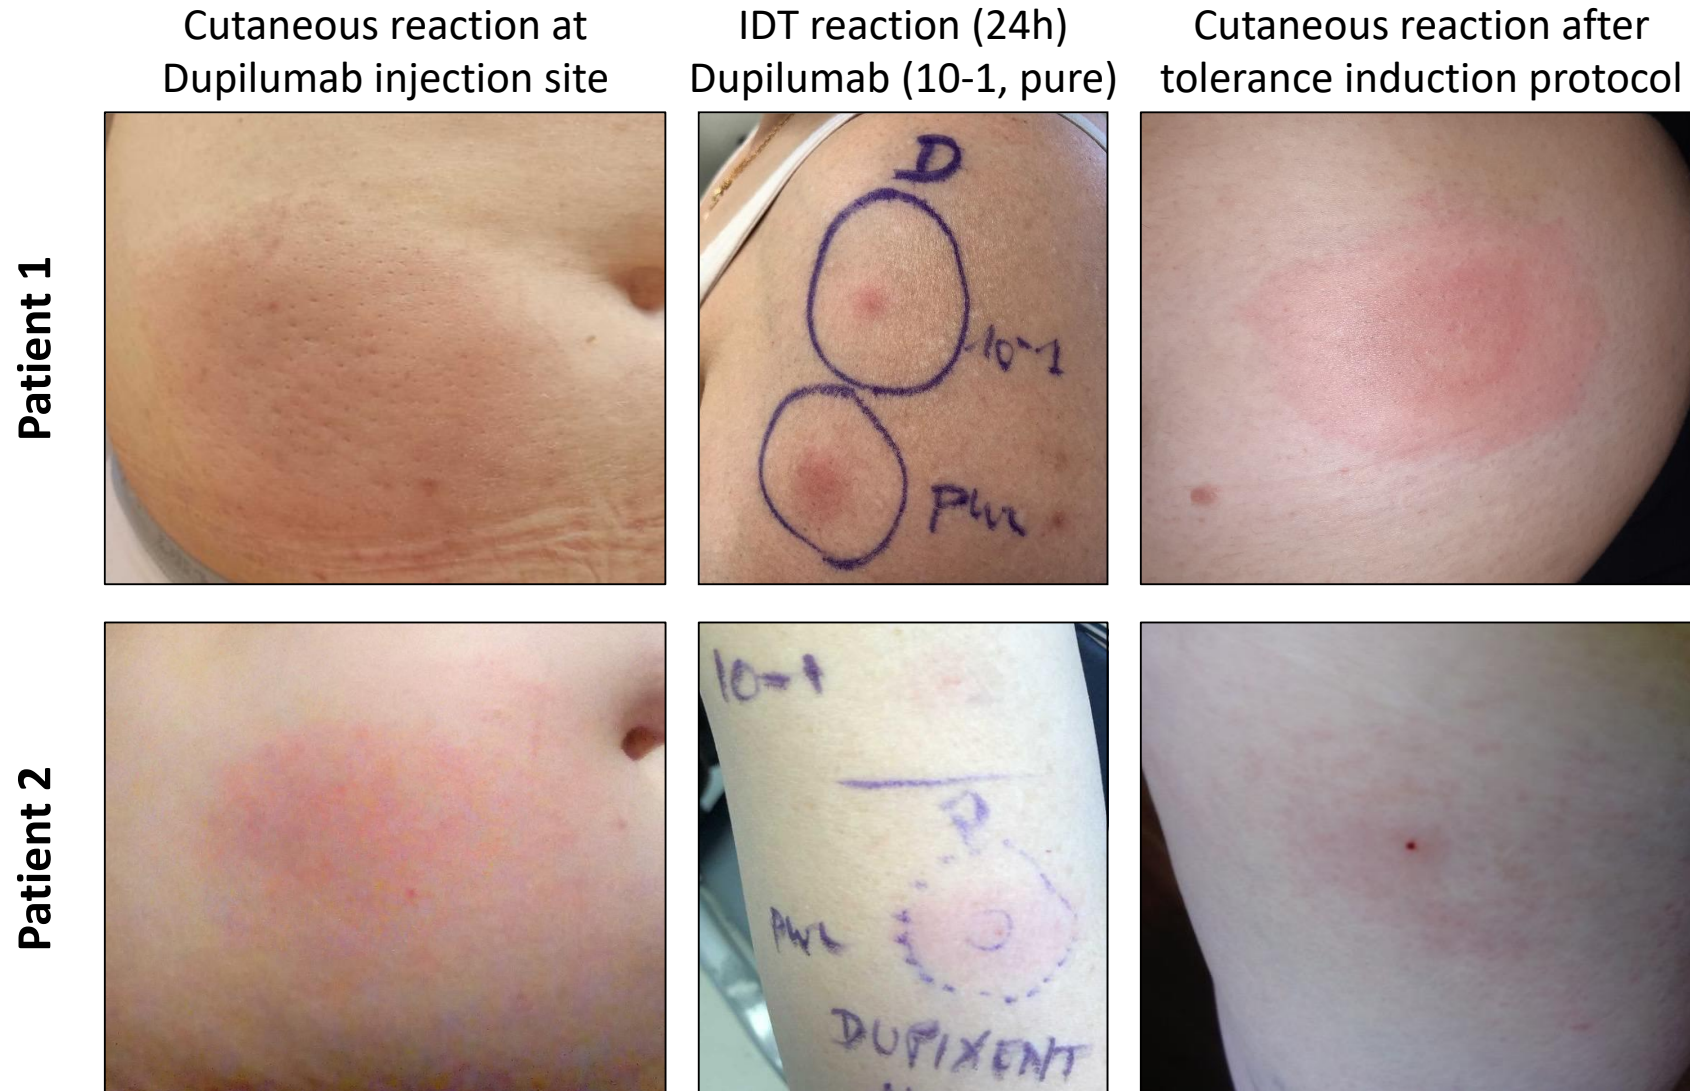 Cutaneous reaction at
Dupilumab injection site
IDT reaction (24h)
Dupilumab (10-1, pure)
Cutaneous reaction after
tolerance induction protocol
Patient 1
D
10-1
pur
Patient 2
10-1
D
pur
DUPIXENT